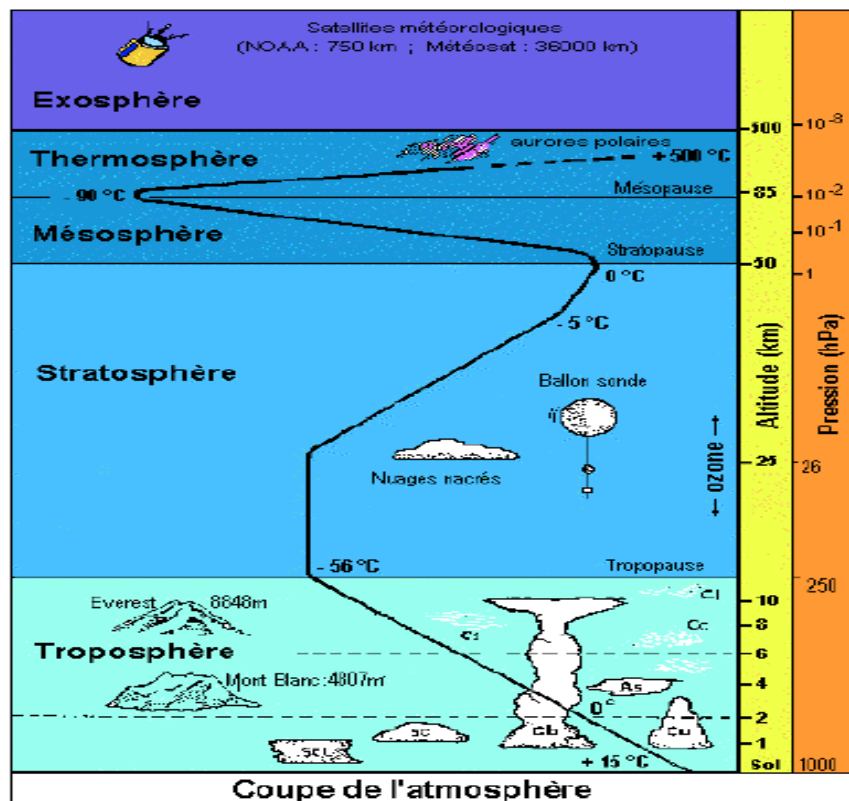 Satellites météorologiques
(NOAA : 750 km ; Météosat : 36000 km)
Exosphère
500
10-8
aurores polaires
Thermosphère
+500 °C
- 90 °C
Mésopause
85
10-2
Mésosphère
10-1
Stratopause
50
0 °C
1
- 5 °C
Stratosphère
Ballon sonde
Altitude (km)
Pression (hPa)
← ozone →
25
26
Nuages nacrés
- 56 °C
Tropopause
250
Everest 8848m
10
Ci
8
Cs
Cc
Troposphère
6
Mont Blanc:4807m
4
As
0°
2
Sc
Cb
Cu
1
+ 15 °C
Sol
1000
Coupe de l'atmosphère